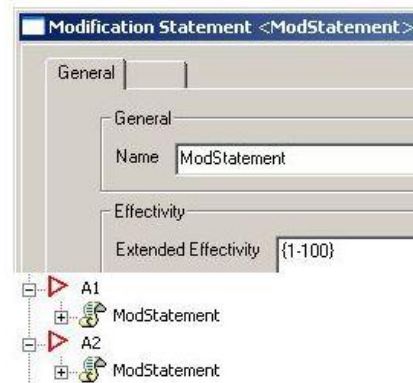 Modification Statement <ModStatement>
General
General
Name ModStatement
Effectivity
Extended Effectivity {1-100}
A1
ModStatement
A2
ModStatement